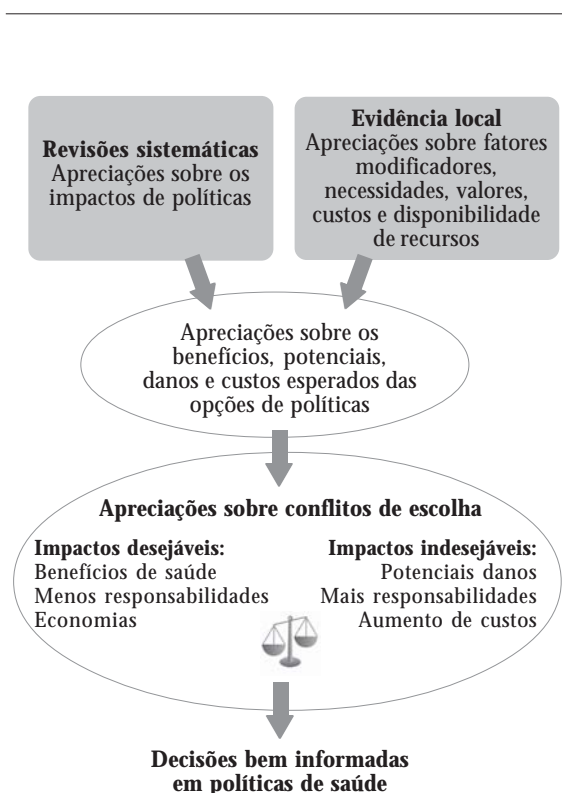 Revisões sistemáticas
Apreciações sobre os
impactos de políticas
Evidência local
Apreciações sobre fatores
modificadores,
necessidades, valores,
custos e disponibilidade
de recursos
Apreciações sobre os
benefícios, potenciais,
danos e custos esperados das
opções de políticas
Apreciações sobre conflitos de escolha
Impactos desejáveis:
Benefícios de saúde
Menos responsabilidades
Economias
Impactos indesejáveis:
Potenciais danos
Mais responsabilidades
Aumento de custos
Decisões bem informadas
em políticas de saúde